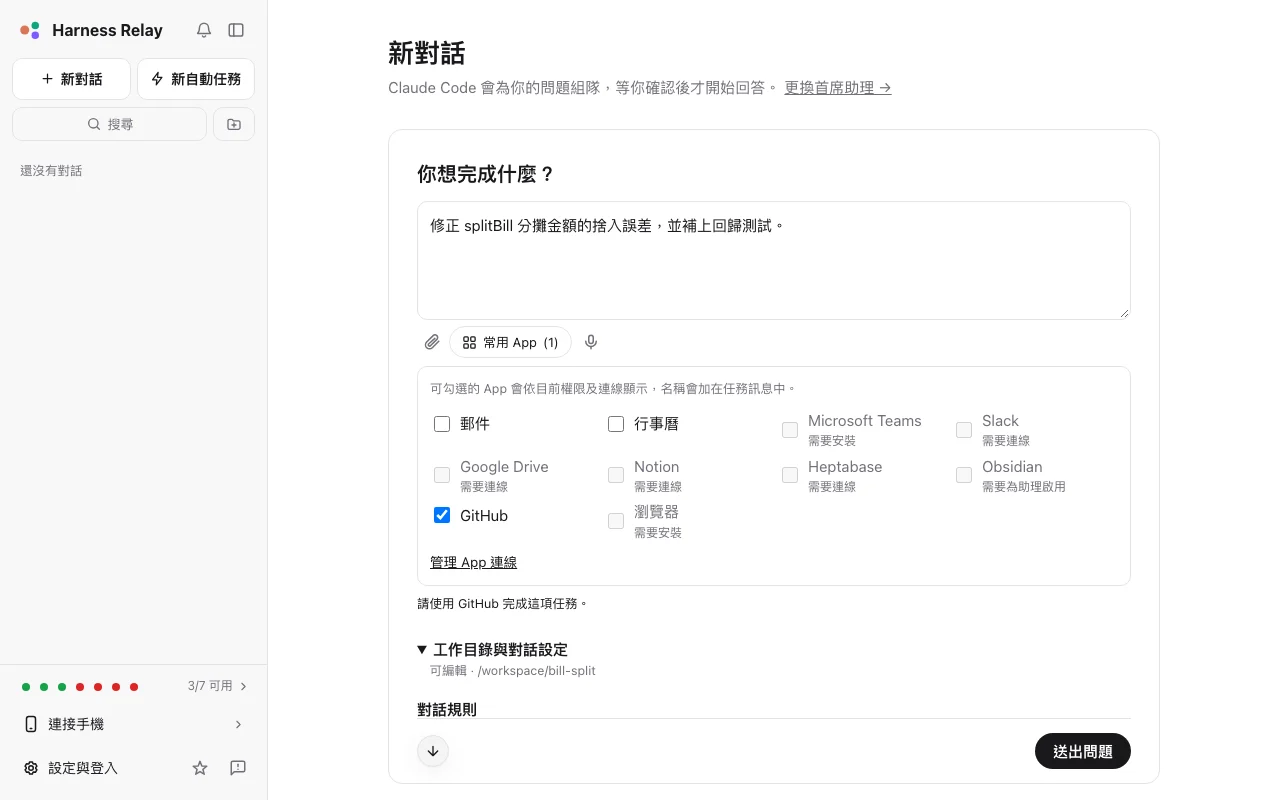 Harness Relay
新對話
新自動任務
搜尋
還沒有對話
3/7 可用
連接手機
設定與登入
新對話
Claude Code 會為你的問題組隊，等你確認後才開始回答。 更換首席助理 →
你想完成什麼？
修正 splitBill 分攤金額的捨入誤差，並補上回歸測試。
常用 App (1)
可勾選的 App 會依目前權限及連線顯示，名稱會加在任務訊息中。
郵件
行事曆
Microsoft Teams
需要安裝
Slack
需要連線
Google Drive
需要連線
Notion
需要連線
Heptabase
需要連線
Obsidian
需要為助理啟用
GitHub
瀏覽器
需要安裝
管理 App 連線
請使用 GitHub 完成這項任務。
▼ 工作目錄與對話設定
可編輯 · /workspace/bill-split
對話規則
送出問題